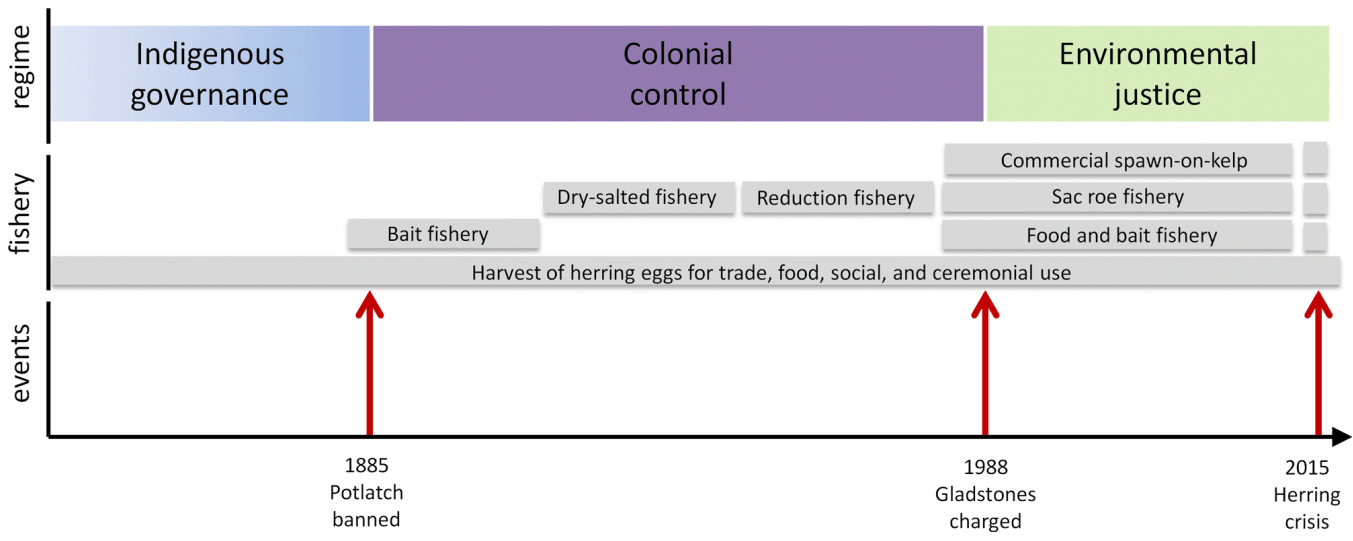 regime
Indigenous
governance
Colonial
control
Environmental
justice
fishery
Commercial spawn-on-kelp
Dry-salted fishery
Reduction fishery
Sac roe fishery
Bait fishery
Food and bait fishery
Harvest of herring eggs for trade, food, social, and ceremonial use
events
1885
Potlatch
banned
1988
Gladstones
charged
2015
Herring
crisis